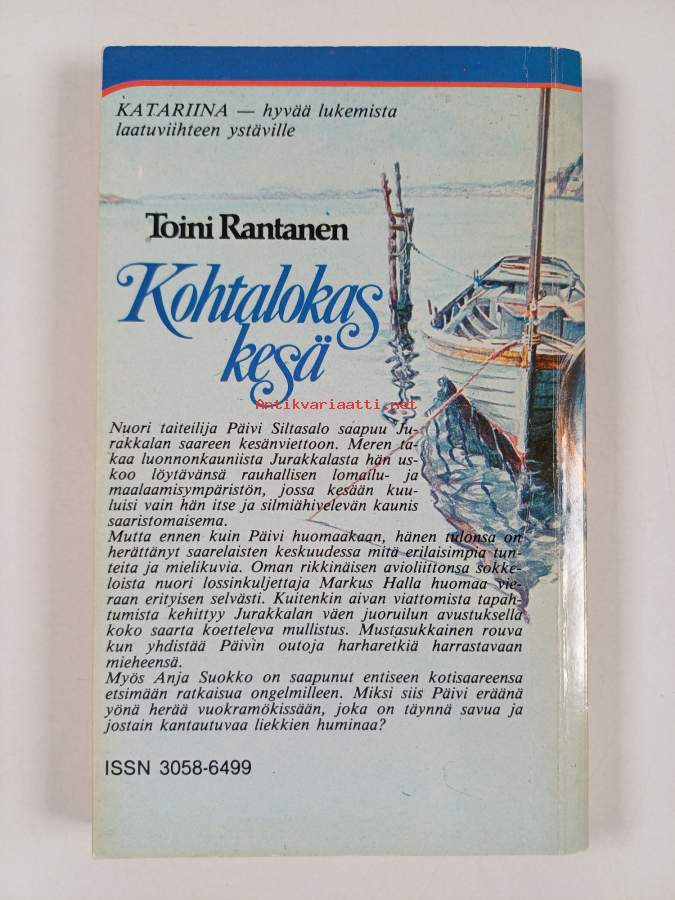 KATARIINA — hyvää lukemista
laatuviihteen ystäville
Toini Rantanen
Kohtalokas
kesä
Antikvariaatti.net
Nuori taiteilija Päivi Siltasalo saapuu Ju-
rakkalan saareen kesänviettoon. Meren ta-
kaa luonnonkauniista Jurakkalasta hän us-
koo löytävänsä rauhallisen lomailu- ja
maalaamisympäristön, jossa kesään kuu-
luisi vain hän itse ja silmiähivelevän kaunis
saaristomaisema.
Mutta ennen kuin Päivi huomaakaan, hänen tulonsa on
herättänyt saarelaisten keskuudessa mitä erilaisimpia tun-
teita ja mielikuvia. Oman rikkinäisen avioliittonsa sokke-
loista nuori lossinkuljettaja Markus Halla huomaa vie-
raan erityisen selvästi. Kuitenkin aivan viattomista tapah-
tumista kehittyy Jurakkalan väen juoruilun avustuksella
koko saarta koetteleva mullistus. Mustasukkainen rouva
kun yhdistää Päivin outoja harharetkiä harrastavaan
mieheensä.
Myös Anja Suokko on saapunut entiseen kotisaareensa
etsimään ratkaisua ongelmilleen. Miksi siis Päivi eräänä
yönä herää vuokramökissään, joka on täynnä savua ja
jostain kantautuvaa liekkien huminaa?
ISSN 3058-6499